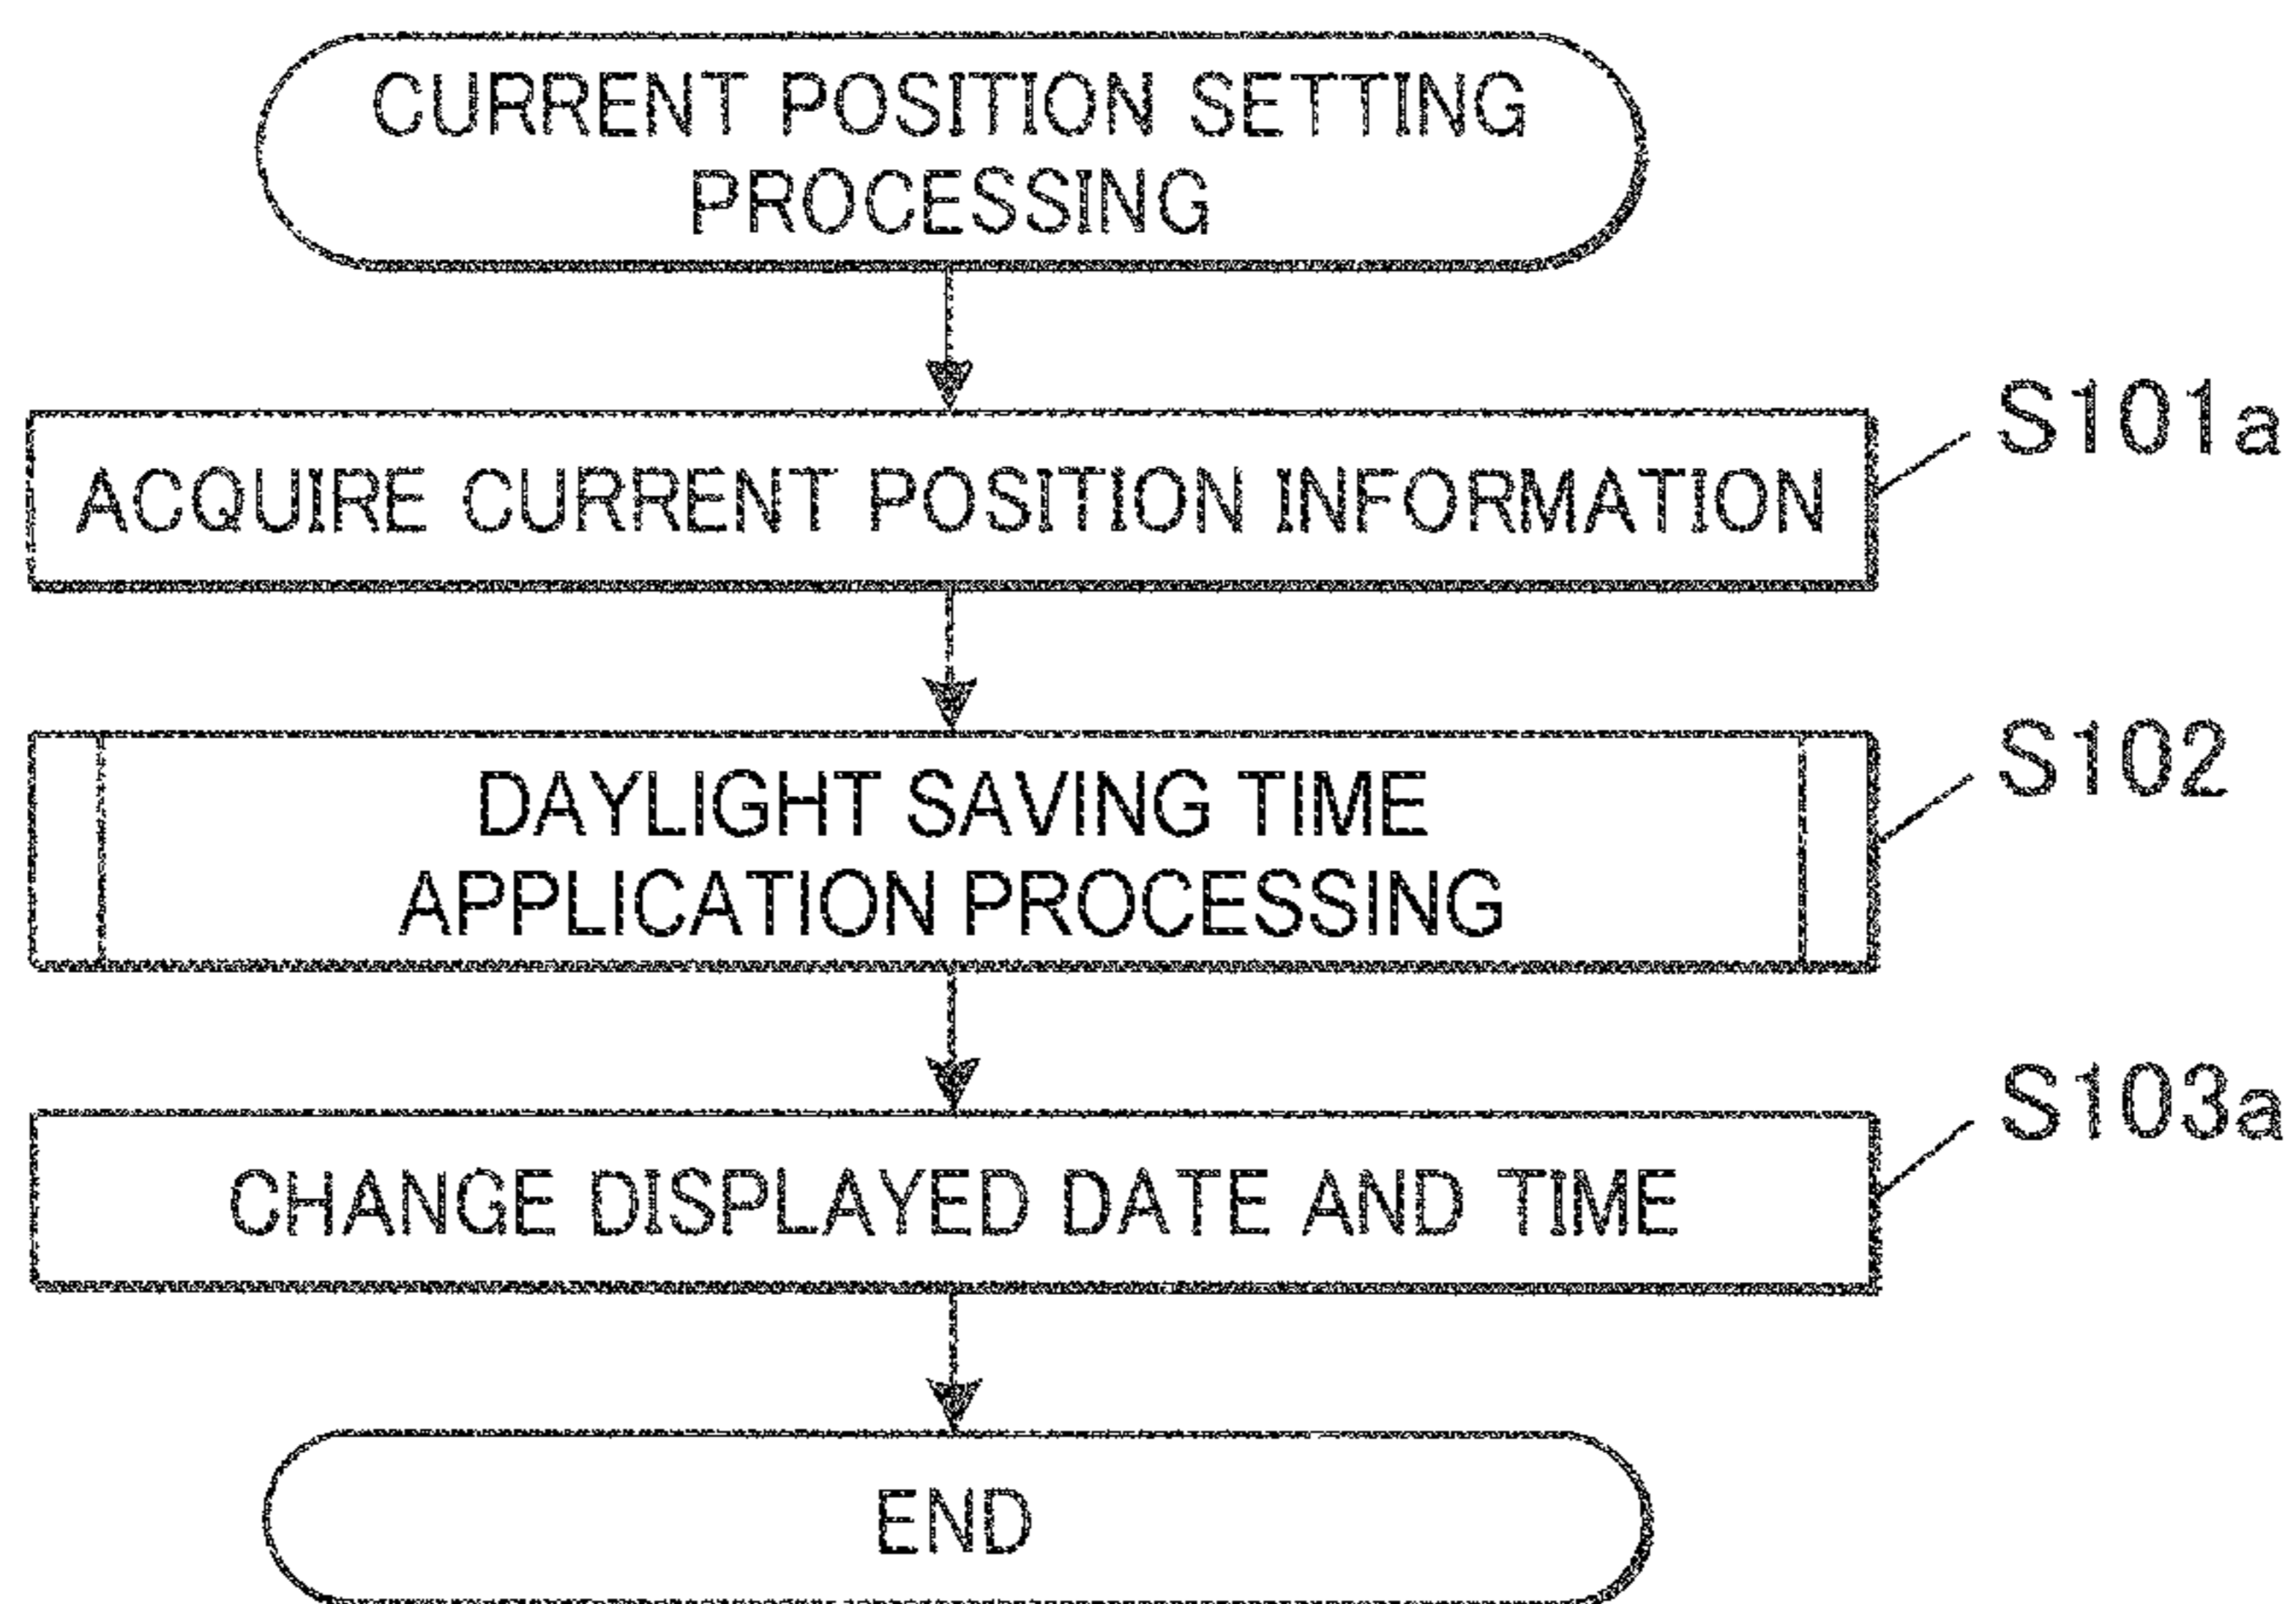 CURRENT POSITION SETTING
PROCESSING
S101a
ACQUIRE CURRENT POSITION INFORMATION
S102
DAYLIGHT SAVING TIME
APPLICATION PROCESSING
S103a
CHANGE DISPLAYED DATE AND TIME
END